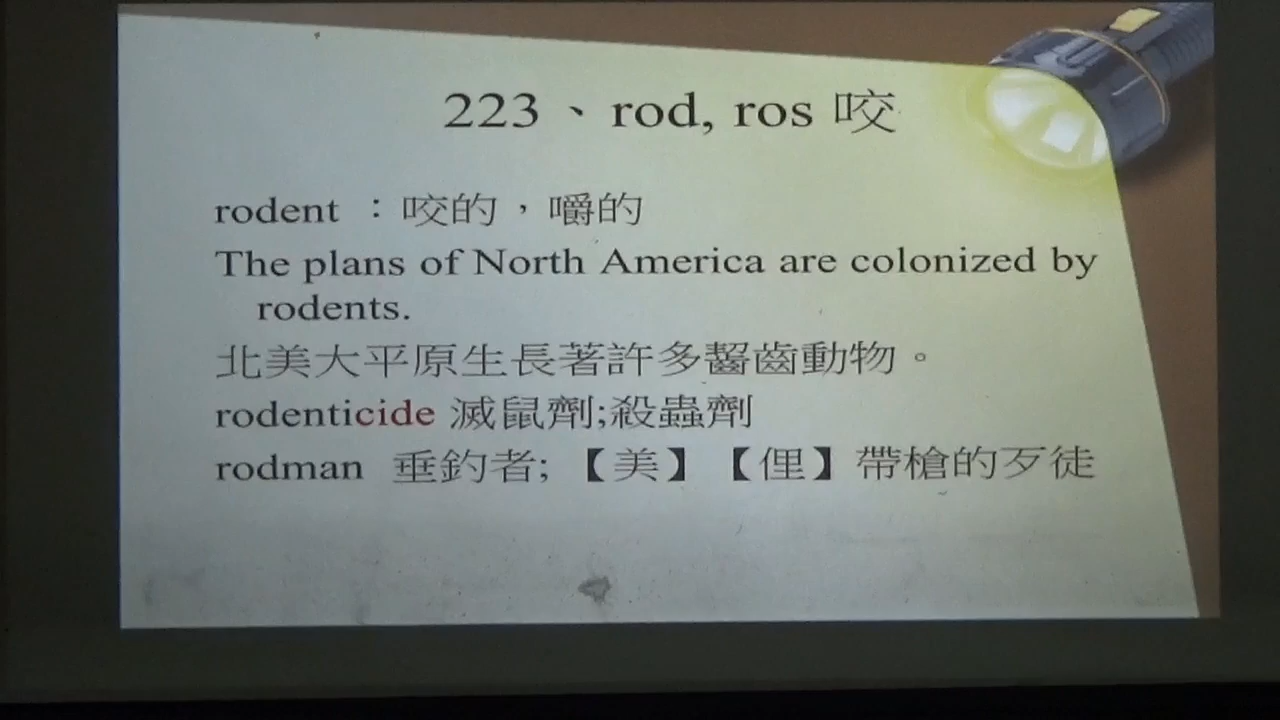 223、rod, ros 咬
rodent ：咬的，嚼的
The plans of North America are colonized by
rodents.
北美大平原生長著許多齧齒動物。
rodenticide 滅鼠劑;殺蟲劑
rodman 垂釣者;【美】【俚】帶槍的歹徒